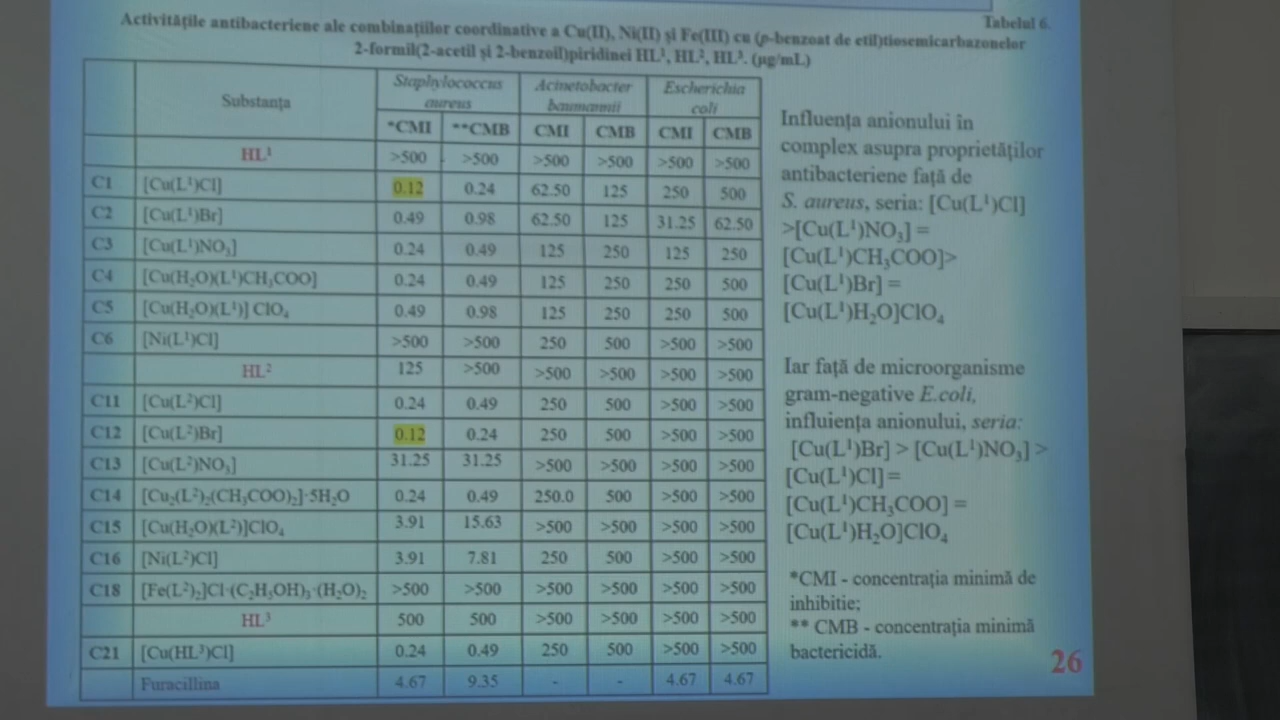 Tabelul 6.
Activitățile antibacteriene ale combinațiilor coordinative a Cu(II), Ni(II) și Fe(III) cu (p-benzoat de etil)tiosemicarbazonelor
2-formil(2-acetil și 2-benzoil)piridinei HL¹, HL², HL³. (µg/mL)
Substanța Staphylococcus aureus Acinetobacter baumannii Escherichia coli
*CMI **CMB CMI CMB CMI CMB
HL¹ >500 >500 >500 >500 >500 >500
C1 [Cu(L¹)Cl] 0.12 0.24 62.50 125 250 500
C2 [Cu(L¹)Br] 0.49 0.98 62.50 125 31.25 62.50
C3 [Cu(L¹)NO₃] 0.24 0.49 125 250 125 250
C4 [Cu(H₂O)(L¹)CH₃COO] 0.24 0.49 125 250 250 500
C5 [Cu(H₂O)(L¹)] ClO₄ 0.49 0.98 125 250 250 500
C6 [Ni(L¹)Cl] >500 >500 250 500 >500 >500
HL² 125 >500 >500 >500 >500 >500
C11 [Cu(L²)Cl] 0.24 0.49 250 500 >500 >500
C12 [Cu(L²)Br] 0.12 0.24 250 500 >500 >500
C13 [Cu(L²)NO₃] 31.25 31.25 >500 >500 >500 >500
C14 [Cu₂(L²)₂(CH₃COO)₂]·5H₂O 0.24 0.49 250.0 500 >500 >500
C15 [Cu(H₂O)(L²)]ClO₄ 3.91 15.63 >500 >500 >500 >500
C16 [Ni(L²)Cl] 3.91 7.81 250 500 >500 >500
C18 [Fe(L²)₂]Cl·(C₂H₅OH)₃·(H₂O)₂ >500 >500 >500 >500 >500 >500
HL³ 500 500 >500 >500 >500 >500
C21 [Cu(HL³)Cl] 0.24 0.49 250 500 >500 >500
Furacillina 4.67 9.35 - - 4.67 4.67
Influența anionului în
complex asupra proprietăților
antibacteriene față de
S. aureus, seria: [Cu(L¹)Cl]
>[Cu(L¹)NO₃] =
[Cu(L¹)CH₃COO]>
[Cu(L¹)Br] =
[Cu(L¹)H₂O]ClO₄
Iar față de microorganisme
gram-negative E.coli,
influiența anionului, seria:
[Cu(L¹)Br] > [Cu(L¹)NO₃] >
[Cu(L¹)Cl] =
[Cu(L¹)CH₃COO] =
[Cu(L¹)H₂O]ClO₄
*CMI - concentrația minimă de
inhibitie;
** CMB - concentrația minimă
bactericidă.
26